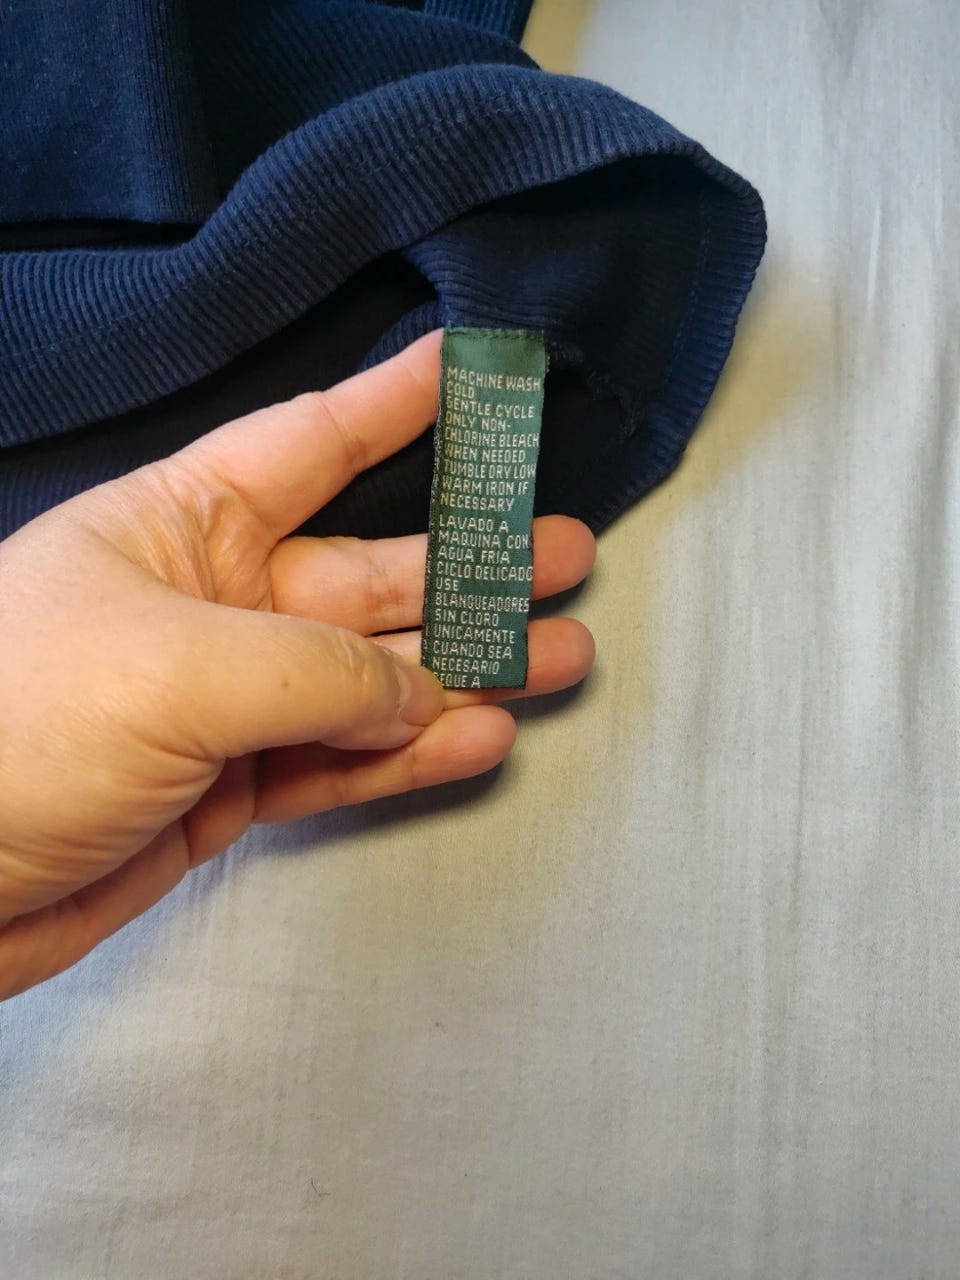 MACHINE WASH
COLD
GENTLE CYCLE
ONLY NON-
CHLORINE BLEACH
WHEN NEEDED
TUMBLE DRY LOW
WARM IRON IF
NECESSARY
LAVADO A
MAQUINA CON
AGUA FRIA
CICLO DELICADO
USE
BLANQUEADORES
SIN CLORO
UNICAMENTE
CUANDO SEA
NECESARIO
SEQUE A